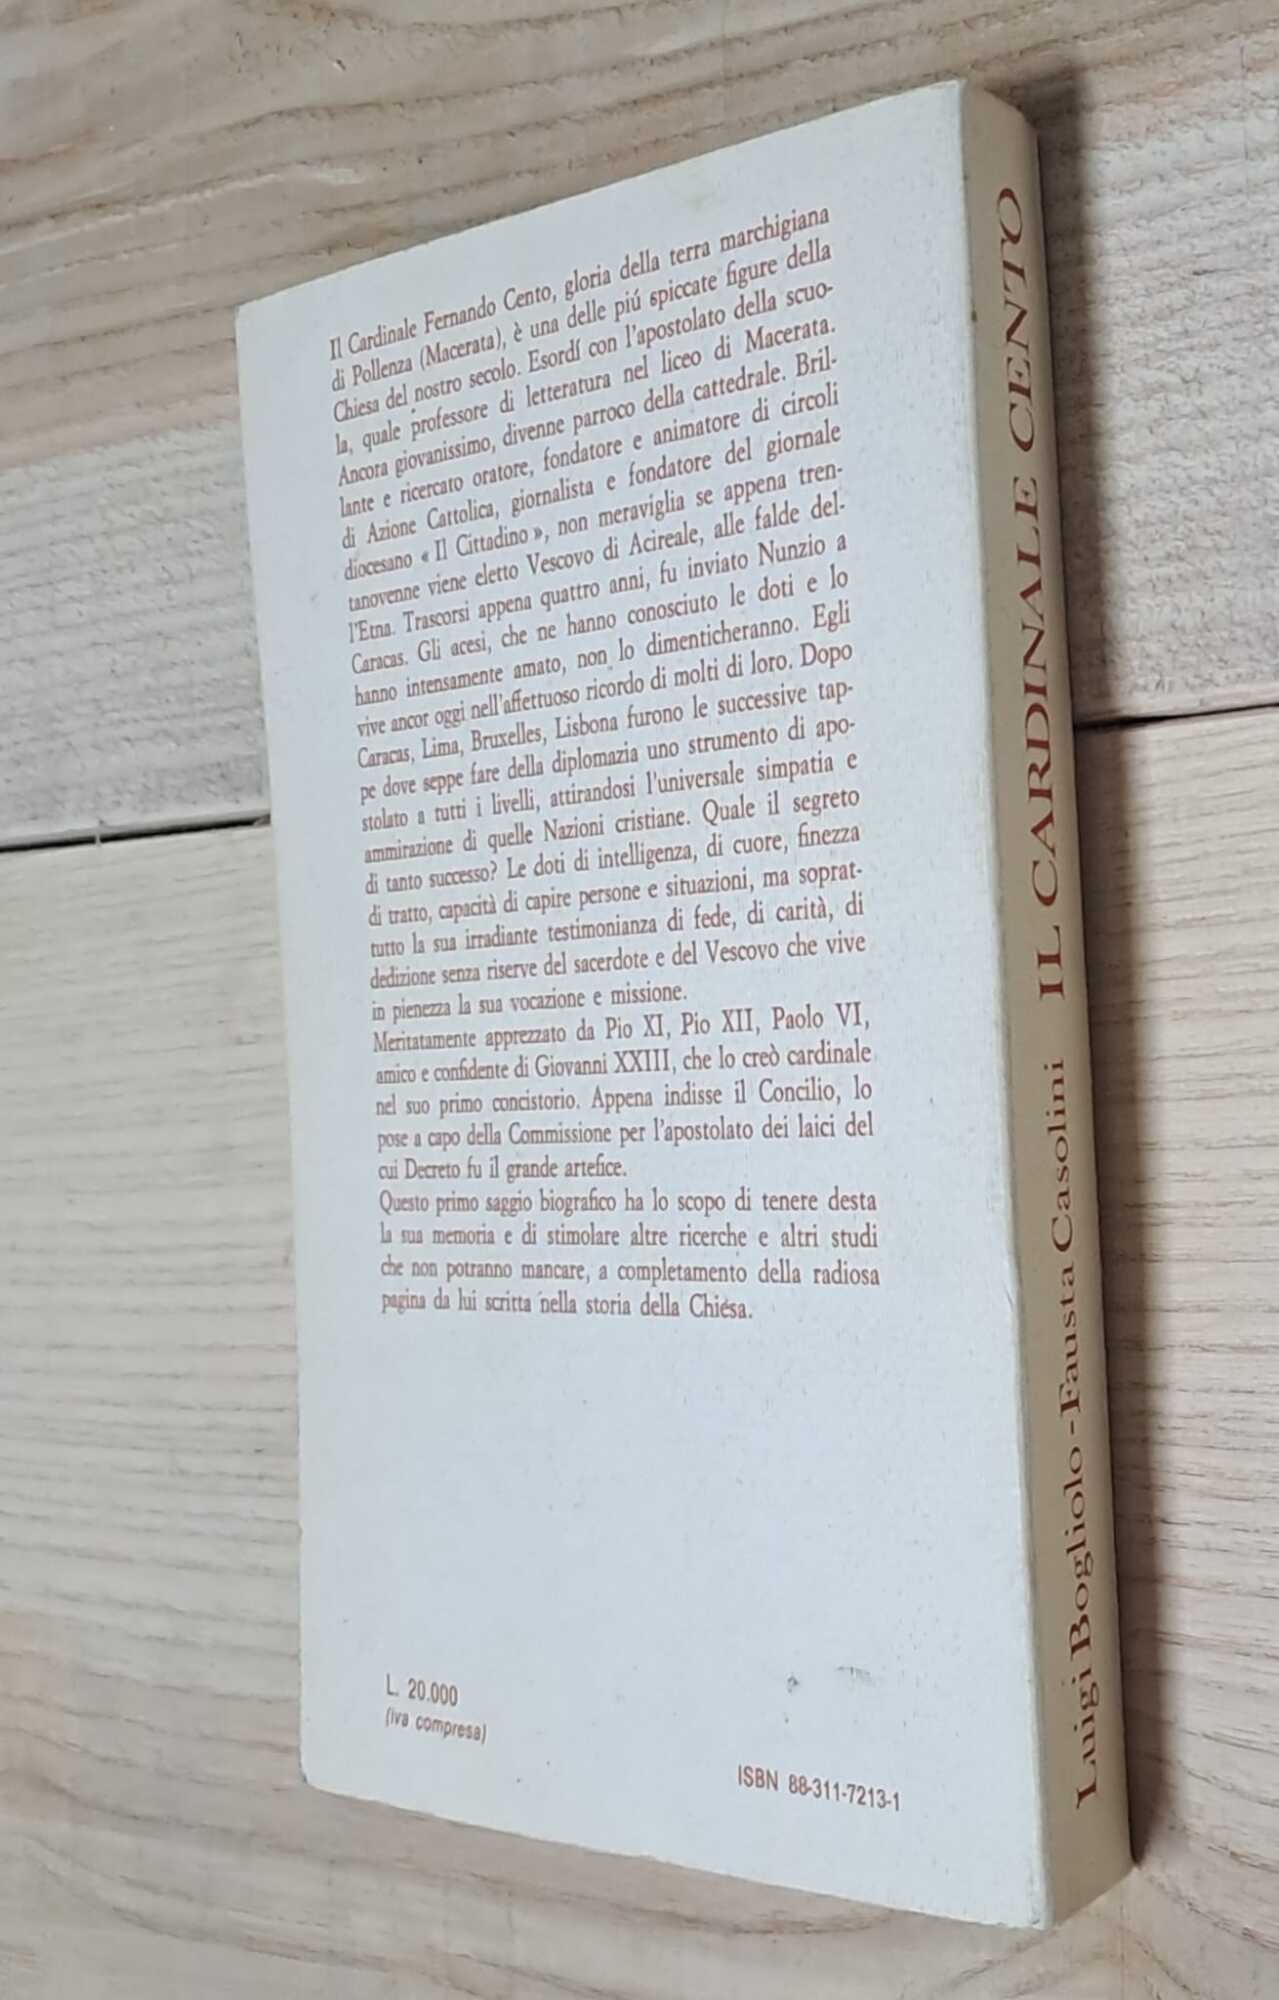 Il Cardinale Fernando Cento, gloria della terra marchigiana
di Pollenza (Macerata), è una delle piú spiccate figure della
Chiesa del nostro secolo. Esordí con l'apostolato della scuo-
la, quale professore di letteratura nel liceo di Macerata.
Ancora giovanissimo, divenne parroco della cattedrale. Bril-
lante e ricercato oratore, fondatore e animatore di circoli
di Azione Cattolica, giornalista e fondatore del giornale
diocesano « Il Cittadino », non meraviglia se appena tren-
tanovenne viene eletto Vescovo di Acireale, alle falde del-
l'Etna. Trascorsi appena quattro anni, fu inviato Nunzio a
Caracas. Gli acesi, che ne hanno conosciuto le doti e lo
hanno intensamente amato, non lo dimenticheranno. Egli
vive ancor oggi nell'affettuoso ricordo di molti di loro. Dopo
Caracas, Lima, Bruxelles, Lisbona furono le successive tap-
pe dove seppe fare della diplomazia uno strumento di apo-
stolato a tutti i livelli, attirandosi l'universale simpatia e
ammirazione di quelle Nazioni cristiane. Quale il segreto
di tanto successo? Le doti di intelligenza, di cuore, finezza
di tratto, capacità di capire persone e situazioni, ma soprat-
tutto la sua irradiante testimonianza di fede, di carità, di
dedizione senza riserve del sacerdote e del Vescovo che vive
in pienezza la sua vocazione e missione.
Meritatamente apprezzato da Pio XI, Pio XII, Paolo VI,
amico e confidente di Giovanni XXIII, che lo creò cardinale
nel suo primo concistorio. Appena indisse il Concilio, lo
pose a capo della Commissione per l'apostolato dei laici del
cui Decreto fu il grande artefice.
Questo primo saggio biografico ha lo scopo di tenere desta
la sua memoria e di stimolare altre ricerche e altri studi
che non potranno mancare, a completamento della radiosa
pagina da lui scritta nella storia della Chiesa.
L. 20.000
(iva compresa)
ISBN 88-311-7213-1
Luigi Bogliolo - Fausta Casolini IL CARDINALE CENTO